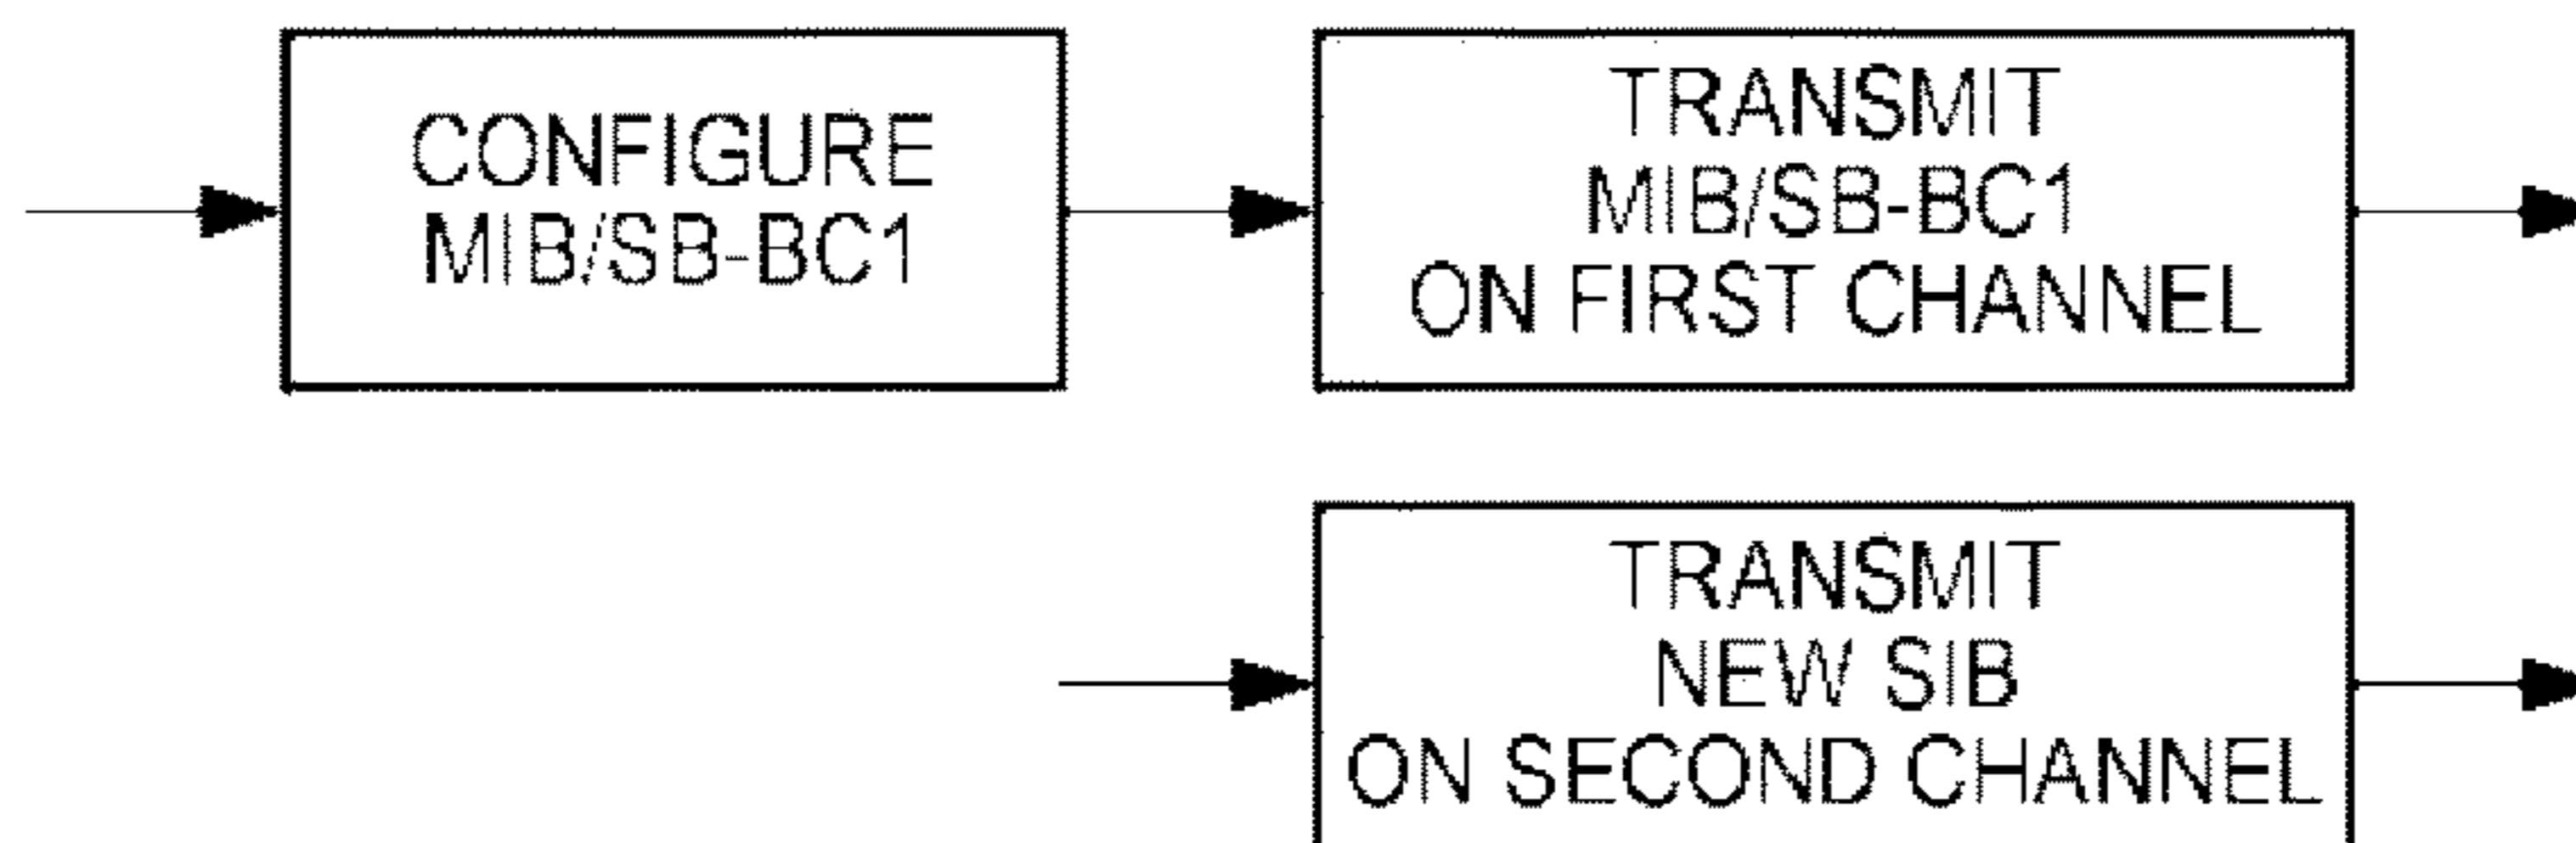 CONFIGURE
MIB/SB-BC1
TRANSMIT
MIB/SB-BC1
ON FIRST CHANNEL
TRANSMIT
NEW SIB
ON SECOND CHANNEL